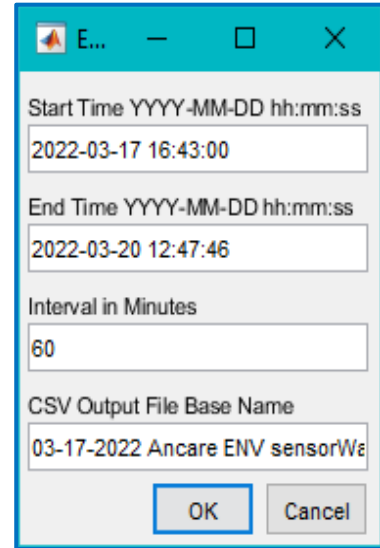 E...
Start Time YYYY-MM-DD hh:mm:ss
2022-03-17 16:43:00
End Time YYYY-MM-DD hh:mm:ss
2022-03-20 12:47:46
Interval in Minutes
60
CSV Output File Base Name
03-17-2022 Ancare ENV sensorWa
OK Cancel